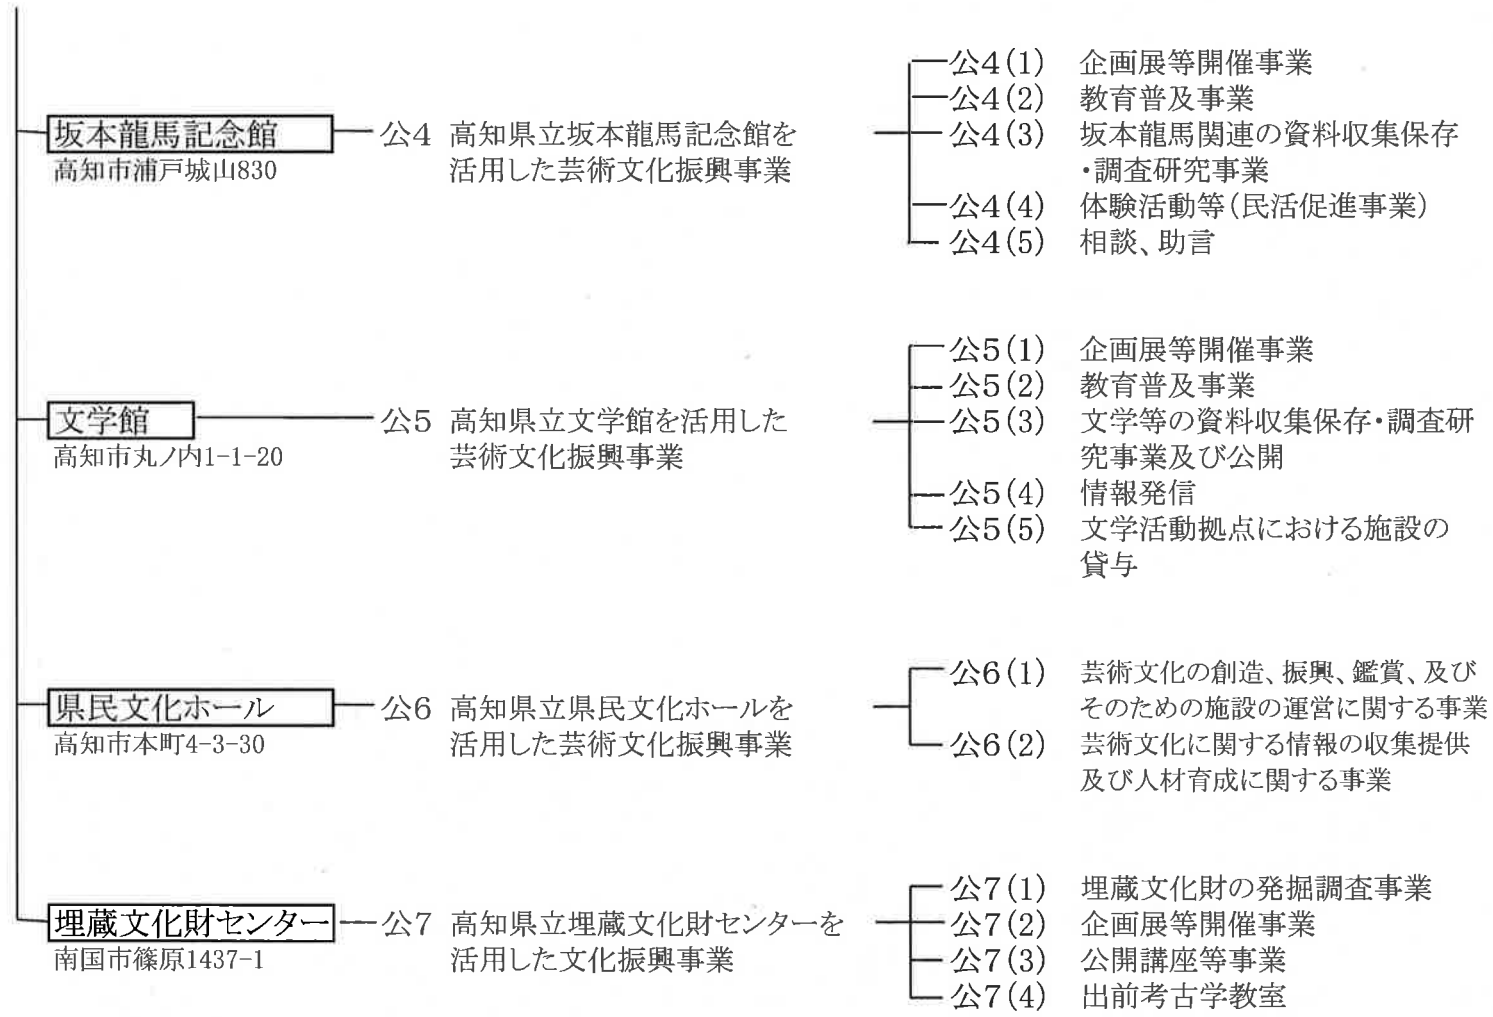 坂本龍馬記念館
高知市浦戸城山830
公4 高知県立坂本龍馬記念館を
活用した芸術文化振興事業
公4(1) 企画展等開催事業
公4(2) 教育普及事業
公4(3) 坂本龍馬関連の資料収集保存
・調査研究事業
公4(4) 体験活動等(民活促進事業)
公4(5) 相談、助言
文学館
高知市丸ノ内1-1-20
公5 高知県立文学館を活用した
芸術文化振興事業
公5(1) 企画展等開催事業
公5(2) 教育普及事業
公5(3) 文学等の資料収集保存・調査研
究事業及び公開
公5(4) 情報発信
公5(5) 文学活動拠点における施設の
貸与
県民文化ホール
高知市本町4-3-30
公6 高知県立県民文化ホールを
活用した芸術文化振興事業
公6(1) 芸術文化の創造、振興、鑑賞、及び
そのための施設の運営に関する事業
公6(2) 芸術文化に関する情報の収集提供
及び人材育成に関する事業
埋蔵文化財センター
南国市篠原1437-1
公7 高知県立埋蔵文化財センターを
活用した文化振興事業
公7(1) 埋蔵文化財の発掘調査事業
公7(2) 企画展等開催事業
公7(3) 公開講座等事業
公7(4) 出前考古学教室